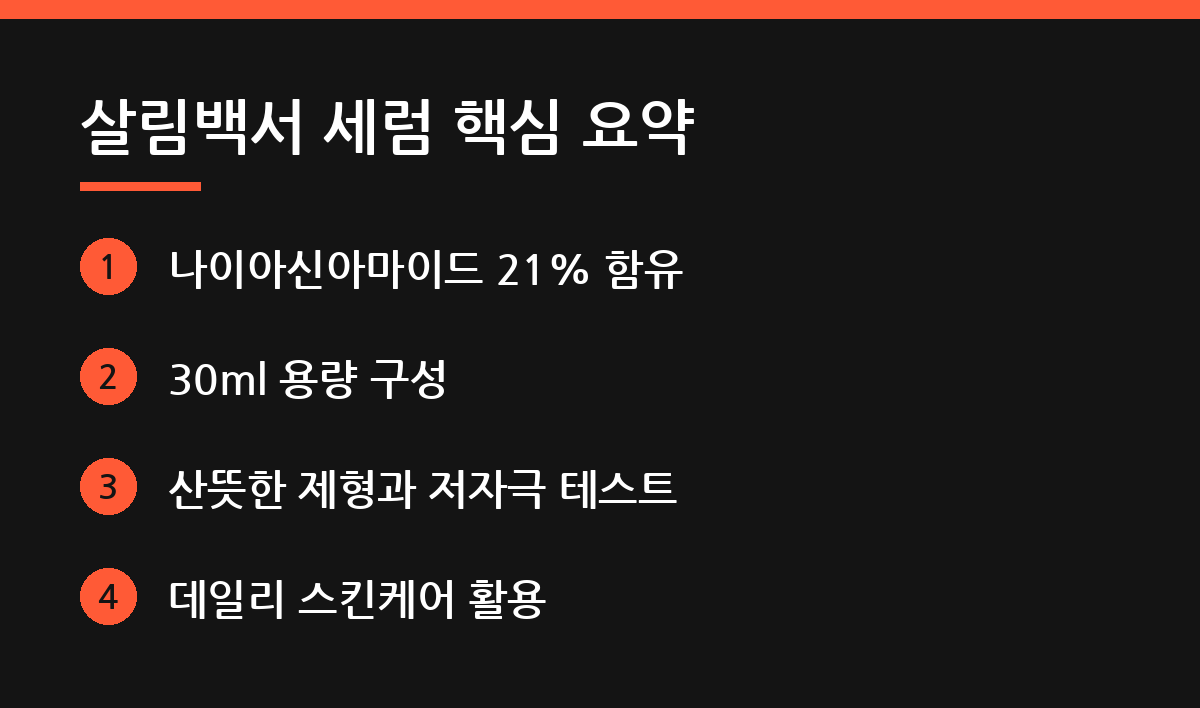 살림백서 세럼 핵심 요약
1 나이아신아마이드 21% 함유
2 30ml 용량 구성
3 산뜻한 제형과 저자극 테스트
4 데일리 스킨케어 활용